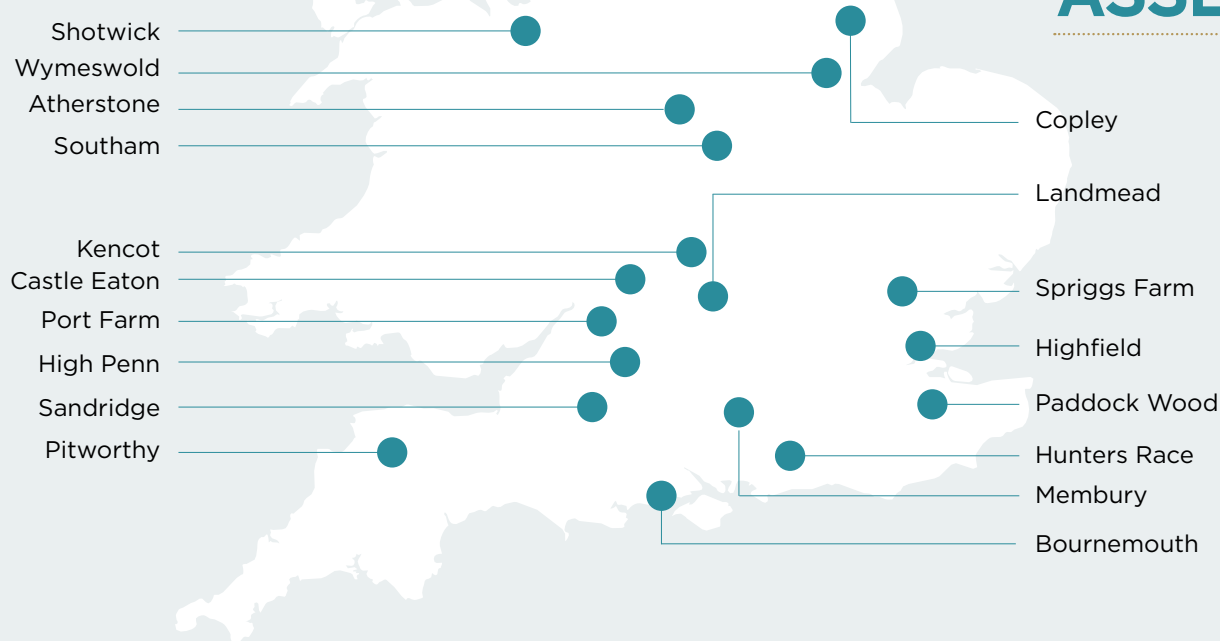 Shotwick
Wymeswold
Atherstone
Southam
Kencot
Castle Eaton
Port Farm
High Penn
Sandridge
Pitworthy
Copley
Landmead
Spriggs Farm
Highfield
Paddock Wood
Hunters Race
Membury
Bournemouth